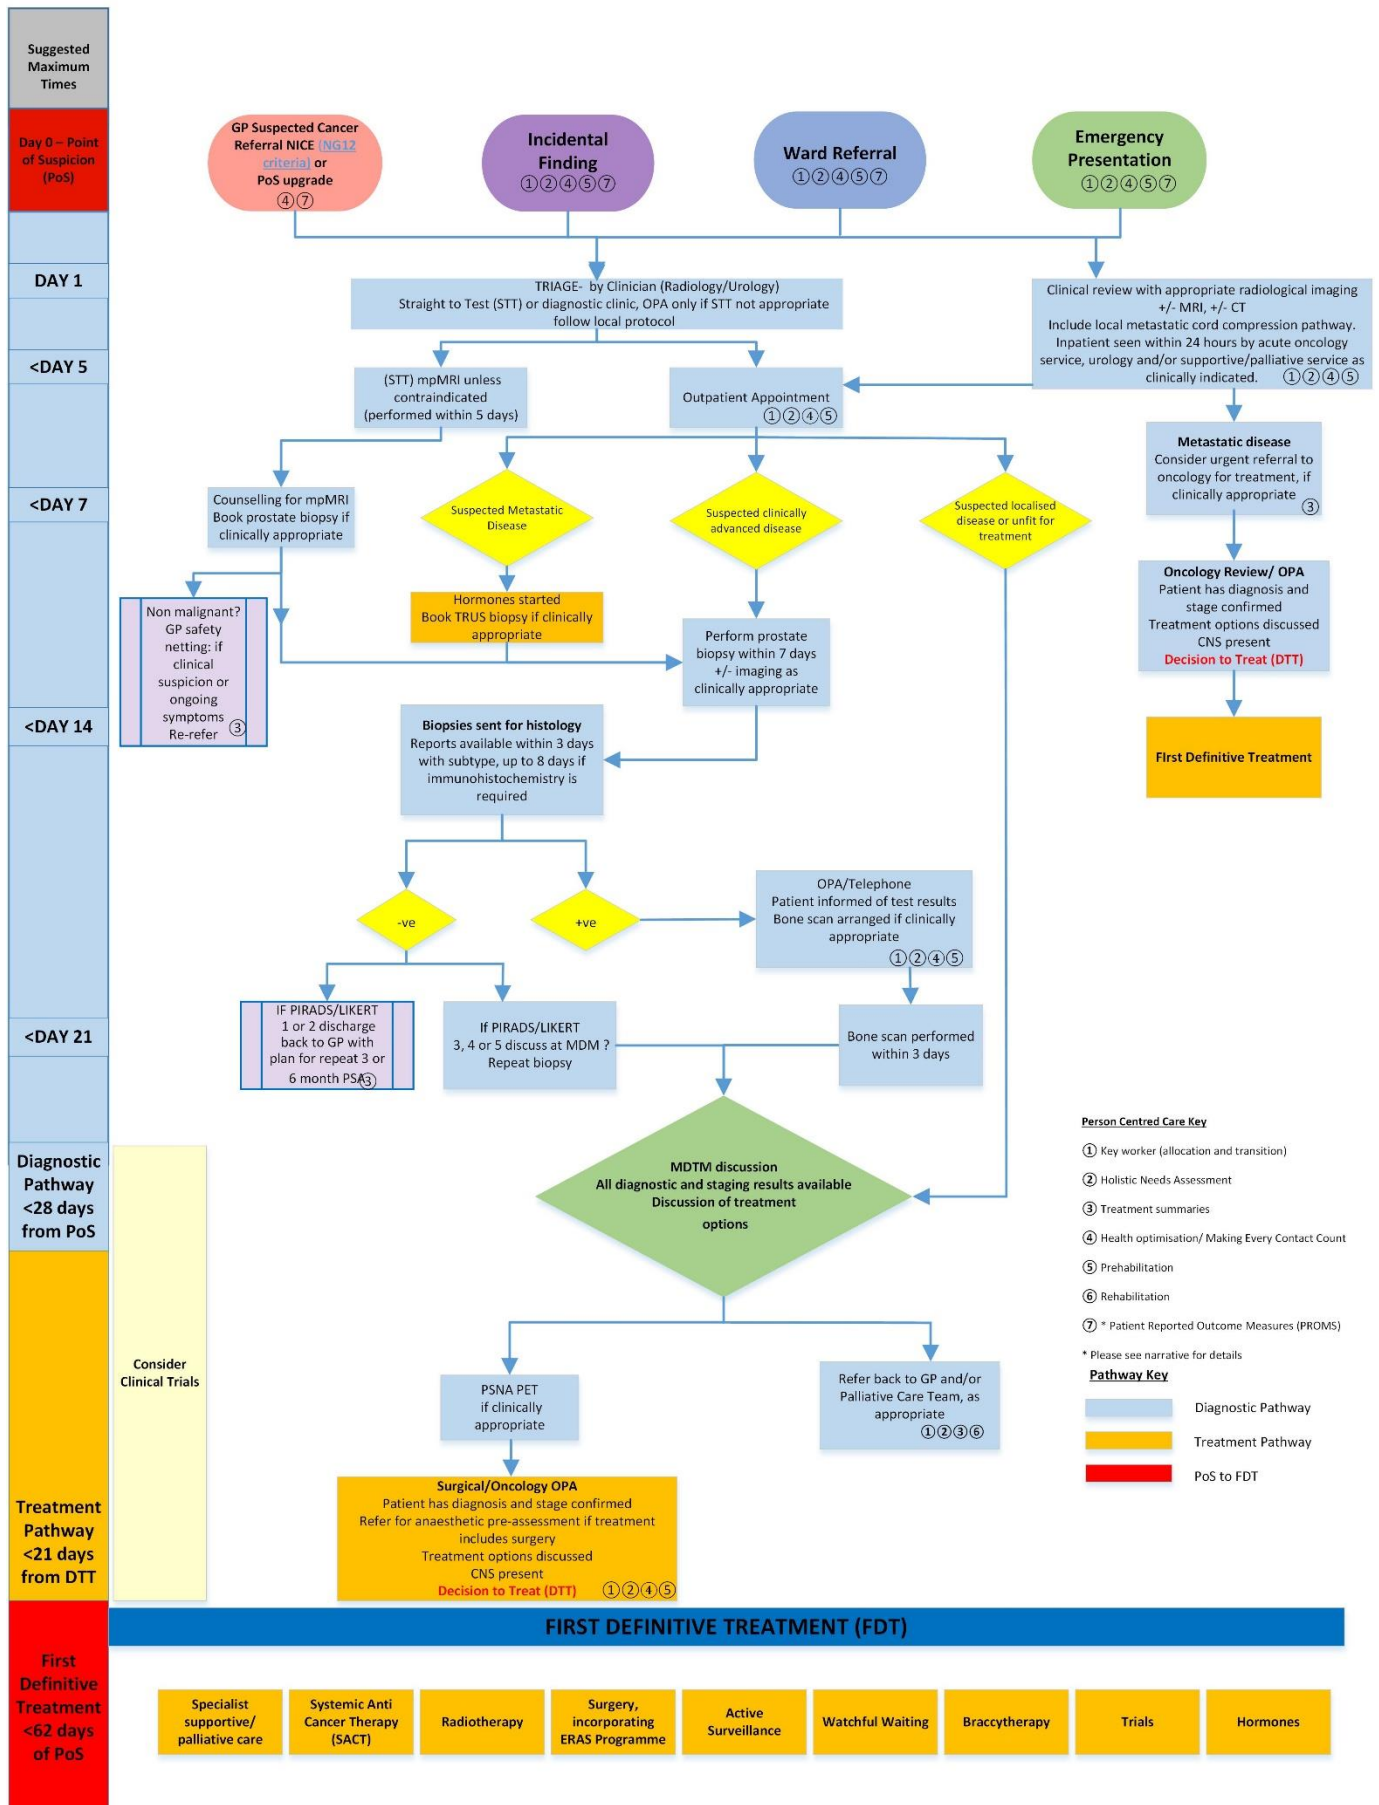 Suggested
Maximum
Times
Day 0 – Point
of Suspicion
(PoS)
GP Suspected Cancer
Referral NICE (NG12
criteria) or
PoS upgrade
④⑦
Incidental
Finding
①②④⑤⑦
Ward Referral
①②④⑤⑦
Emergency
Presentation
①②④⑤⑦
DAY 1
TRIAGE- by Clinician (Radiology/Urology)
Straight to Test (STT) or diagnostic clinic, OPA only if STT not appropriate
follow local protocol
Clinical review with appropriate radiological imaging
+/- MRI, +/- CT
Include local metastatic cord compression pathway.
Inpatient seen within 24 hours by acute oncology
service, urology and/or supportive/palliative service as
clinically indicated. ①②④⑤
<DAY 5
(STT) mpMRI unless
contraindicated
(performed within 5 days)
Outpatient Appointment
①②④⑤
Metastatic disease
Consider urgent referral to
oncology for treatment, if
clinically appropriate
③
<DAY 7
Counselling for mpMRI
Book prostate biopsy if
clinically appropriate
Suspected Metastatic
Disease
Suspected clinically
advanced disease
Suspected localised
disease or unfit for
treatment
Oncology Review/ OPA
Patient has diagnosis and
stage confirmed
Treatment options discussed
CNS present
Decision to Treat (DTT)
Hormones started
Book TRUS biopsy if clinically
appropriate
Non malignant?
GP safety
netting: if
clinical
suspicion or
ongoing
symptoms
Re-refer ③
Perform prostate
biopsy within 7 days
+/- imaging as
clinically appropriate
<DAY 14
Biopsies sent for histology
Reports available within 3 days
with subtype, up to 8 days if
immunohistochemistry is
required
FIrst Definitive Treatment
-ve
+ve
OPA/Telephone
Patient informed of test results
Bone scan arranged if clinically
appropriate
①②④⑤
<DAY 21
IF PIRADS/LIKERT
1 or 2 discharge
back to GP with
plan for repeat 3 or
6 month PSA③
If PIRADS/LIKERT
3, 4 or 5 discuss at MDM ?
Repeat biopsy
Bone scan performed
within 3 days
Diagnostic
Pathway
<28 days
from PoS
MDTM discussion
All diagnostic and staging results available
Discussion of treatment
options
Person Centred Care Key
① Key worker (allocation and transition)
② Holistic Needs Assessment
③ Treatment summaries
④ Health optimisation/ Making Every Contact Count
⑤ Prehabilitation
⑥ Rehabilitation
⑦ * Patient Reported Outcome Measures (PROMS)
* Please see narrative for details
Pathway Key
Diagnostic Pathway
Treatment Pathway
PoS to FDT
Consider
Clinical Trials
PSNA PET
if clinically
appropriate
Refer back to GP and/or
Palliative Care Team, as
appropriate
①②③⑥
Treatment
Pathway
<21 days
from DTT
Surgical/Oncology OPA
Patient has diagnosis and stage confirmed
Refer for anaesthetic pre-assessment if treatment
includes surgery
Treatment options discussed
CNS present
Decision to Treat (DTT) ①②④⑤
FIRST DEFINITIVE TREATMENT (FDT)
First
Definitive
Treatment
<62 days
of PoS
Specialist
supportive/
palliative care
Systemic Anti
Cancer Therapy
(SACT)
Radiotherapy
Surgery,
incorporating
ERAS Programme
Active
Surveillance
Watchful Waiting
Braccytherapy
Trials
Hormones